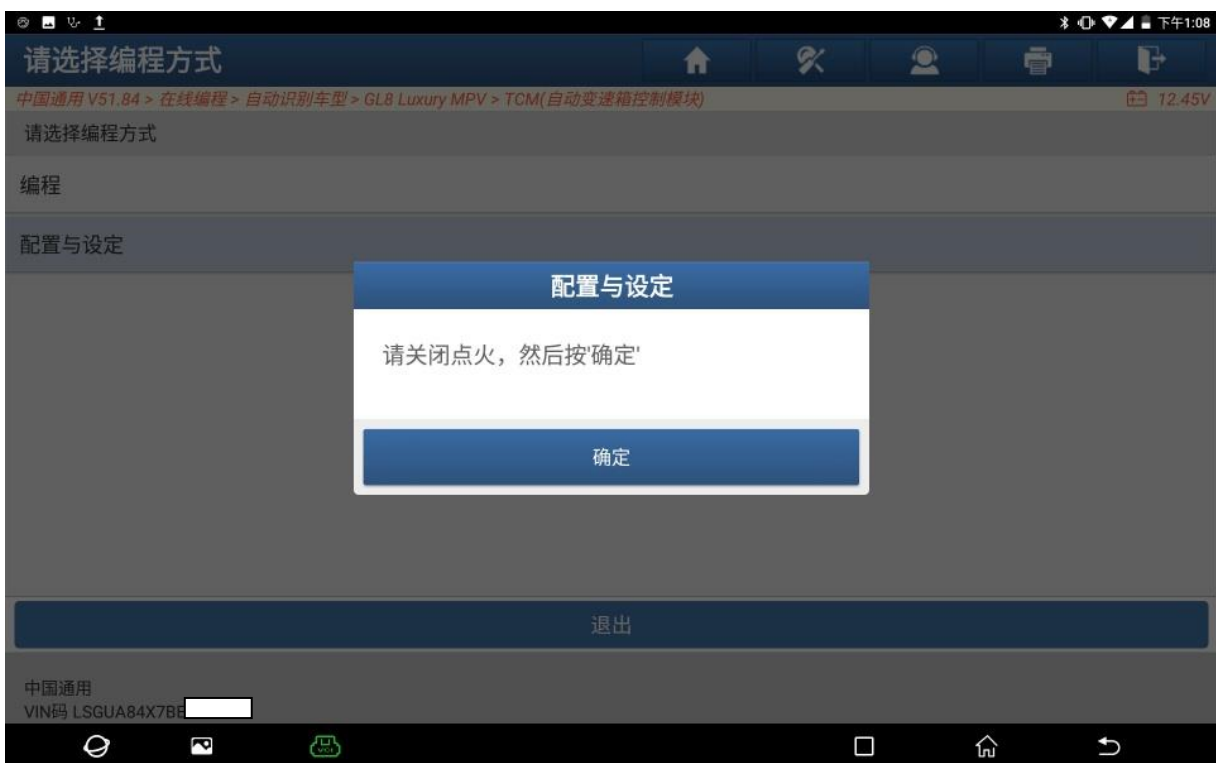 下午1:08
请选择编程方式
中国通用 V51.84 > 在线编程 > 自动识别车型 > GL8 Luxury MPV > TCM(自动变速箱控制模块)
12.45V
请选择编程方式
编程
配置与设定
配置与设定
请关闭点火，然后按'确定'
确定
退出
中国通用
VIN码 LSGUA84X7BE
VCI